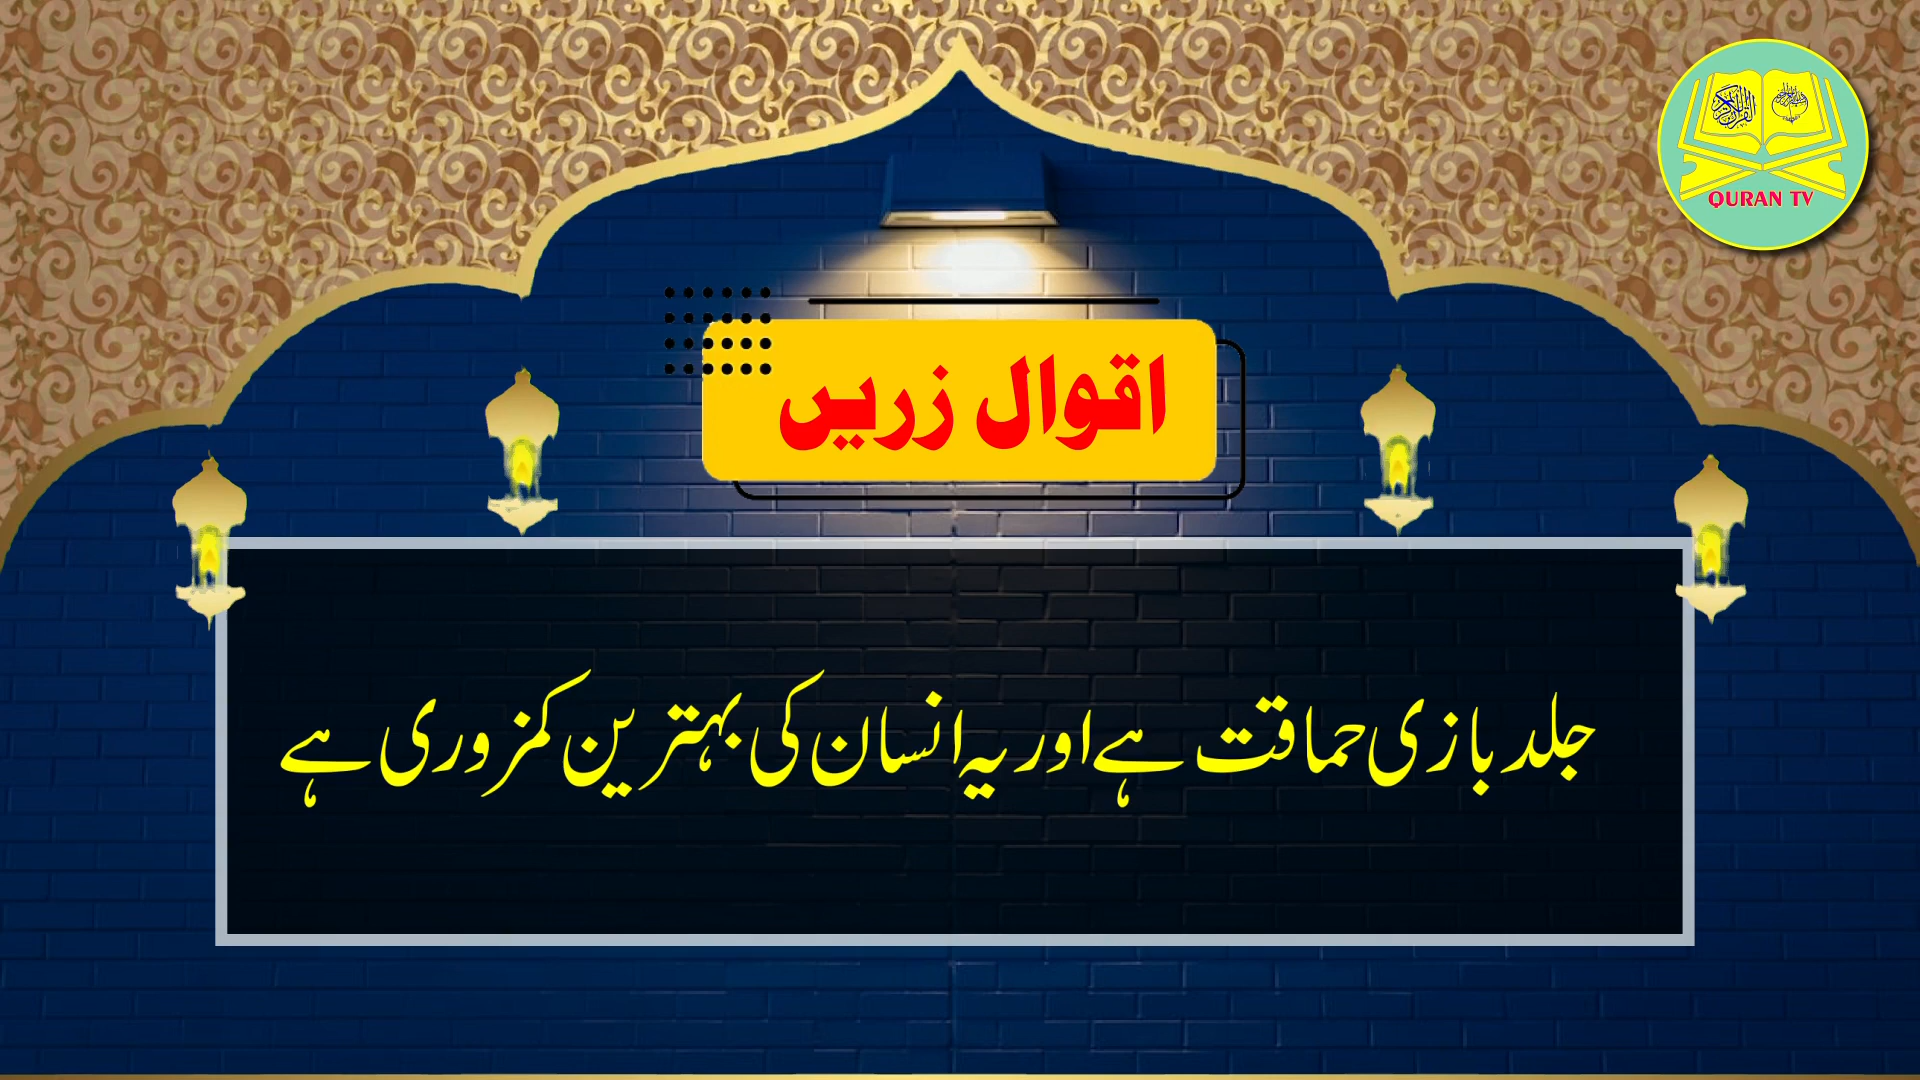 QURAN TV
اقوال زریں
جلد بازی حماقت ہے اور یہ انسان کی بہترین کمزوری ہے